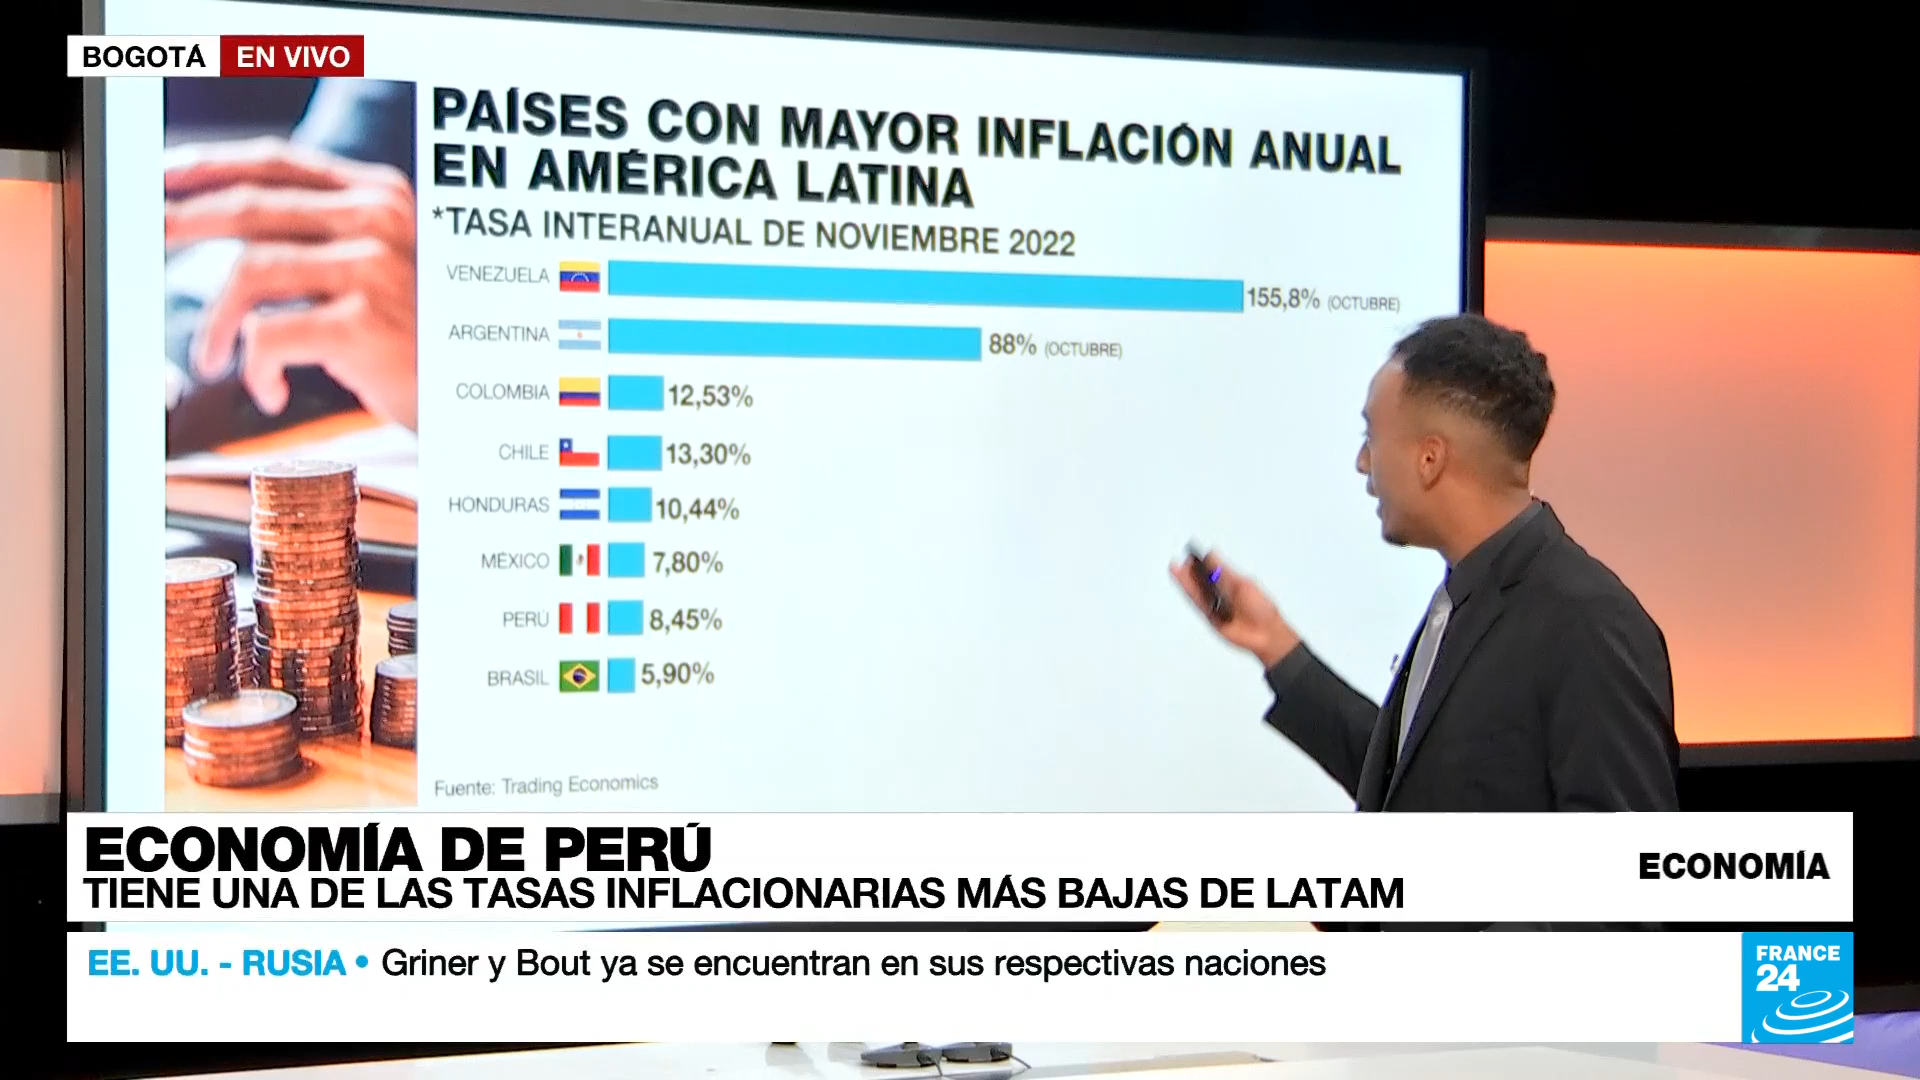 BOGOTÁ EN VIVO
PAÍSES CON MAYOR INFLACIÓN ANUAL
EN AMÉRICA LATINA
*TASA INTERANUAL DE NOVIEMBRE 2022
VENEZUELA 155,8% (OCTUBRE)
ARGENTINA 88% (OCTUBRE)
COLOMBIA 12,53%
CHILE 13,30%
HONDURAS 10,44%
MÉXICO 7,80%
PERÚ 8,45%
BRASIL 5,90%
Fuente: Trading Economics
ECONOMÍA DE PERÚ
TIENE UNA DE LAS TASAS INFLACIONARIAS MÁS BAJAS DE LATAM
ECONOMÍA
EE. UU. - RUSIA • Griner y Bout ya se encuentran en sus respectivas naciones
FRANCE
24